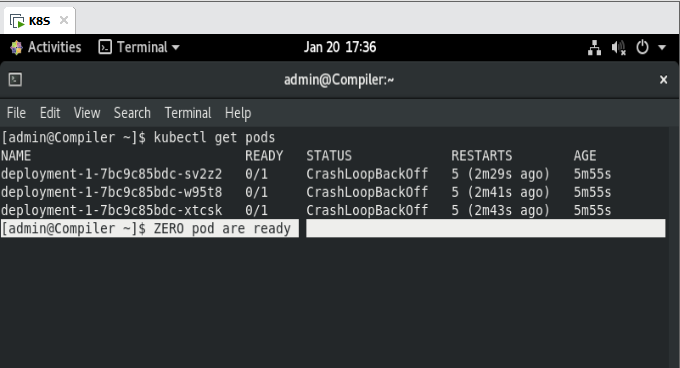 K8S
Activities Terminal Jan 20 17:36
admin@Compiler:~
File Edit View Search Terminal Help
[admin@Compiler ~]$ kubectl get pods
NAME READY STATUS RESTARTS AGE
deployment-1-7bc9c85bdc-sv2z2 0/1 CrashLoopBackOff 5 (2m29s ago) 5m55s
deployment-1-7bc9c85bdc-w95t8 0/1 CrashLoopBackOff 5 (2m41s ago) 5m55s
deployment-1-7bc9c85bdc-xtcsk 0/1 CrashLoopBackOff 5 (2m43s ago) 5m55s
[admin@Compiler ~]$ ZERO pod are ready